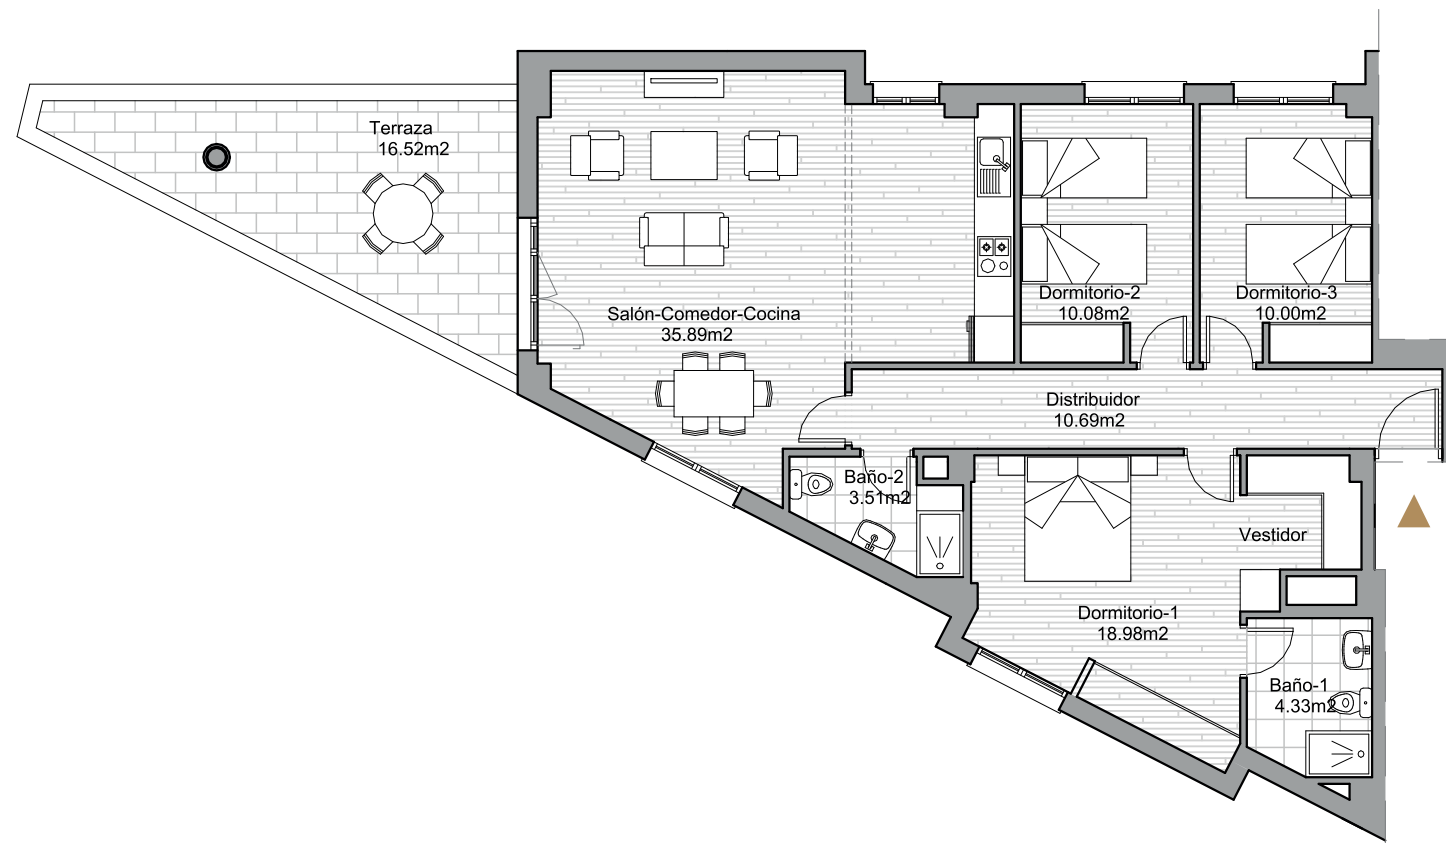 Terraza
16.52m2
Salón-Comedor-Cocina
35.89m2
Dormitorio-2
10.08m2
Dormitorio-3
10.00m2
Distribuidor
10.69m2
Baño-2
3.51m2
Vestidor
Dormitorio-1
18.98m2
Baño-1
4.33m2